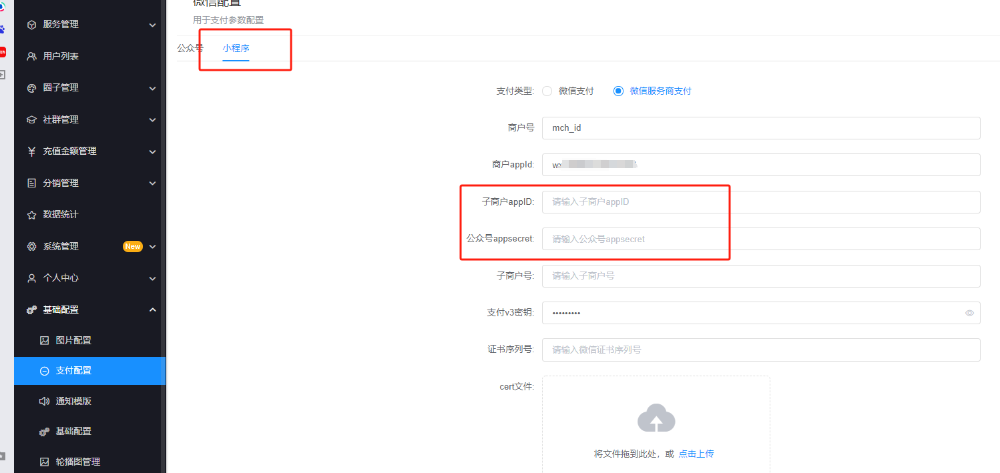 微信配置
用于支付参数配置
公众号 小程序
服务管理
用户列表
圈子管理
社群管理
充值金额管理
分销管理
数据统计
系统管理 New
个人中心
基础配置
图片配置
支付配置
通知模版
基础配置
轮播图管理
支付类型: 微信支付 微信服务商支付
商户号 mch_id
商户appId:
子商户appID: 请输入子商户appID
公众号appsecret: 请输入公众号appsecret
子商户号: 请输入子商户号
支付v3密钥: •••••••••
证书序列号: 请输入微信证书序列号
cert文件:
将文件拖到此处，或 点击上传